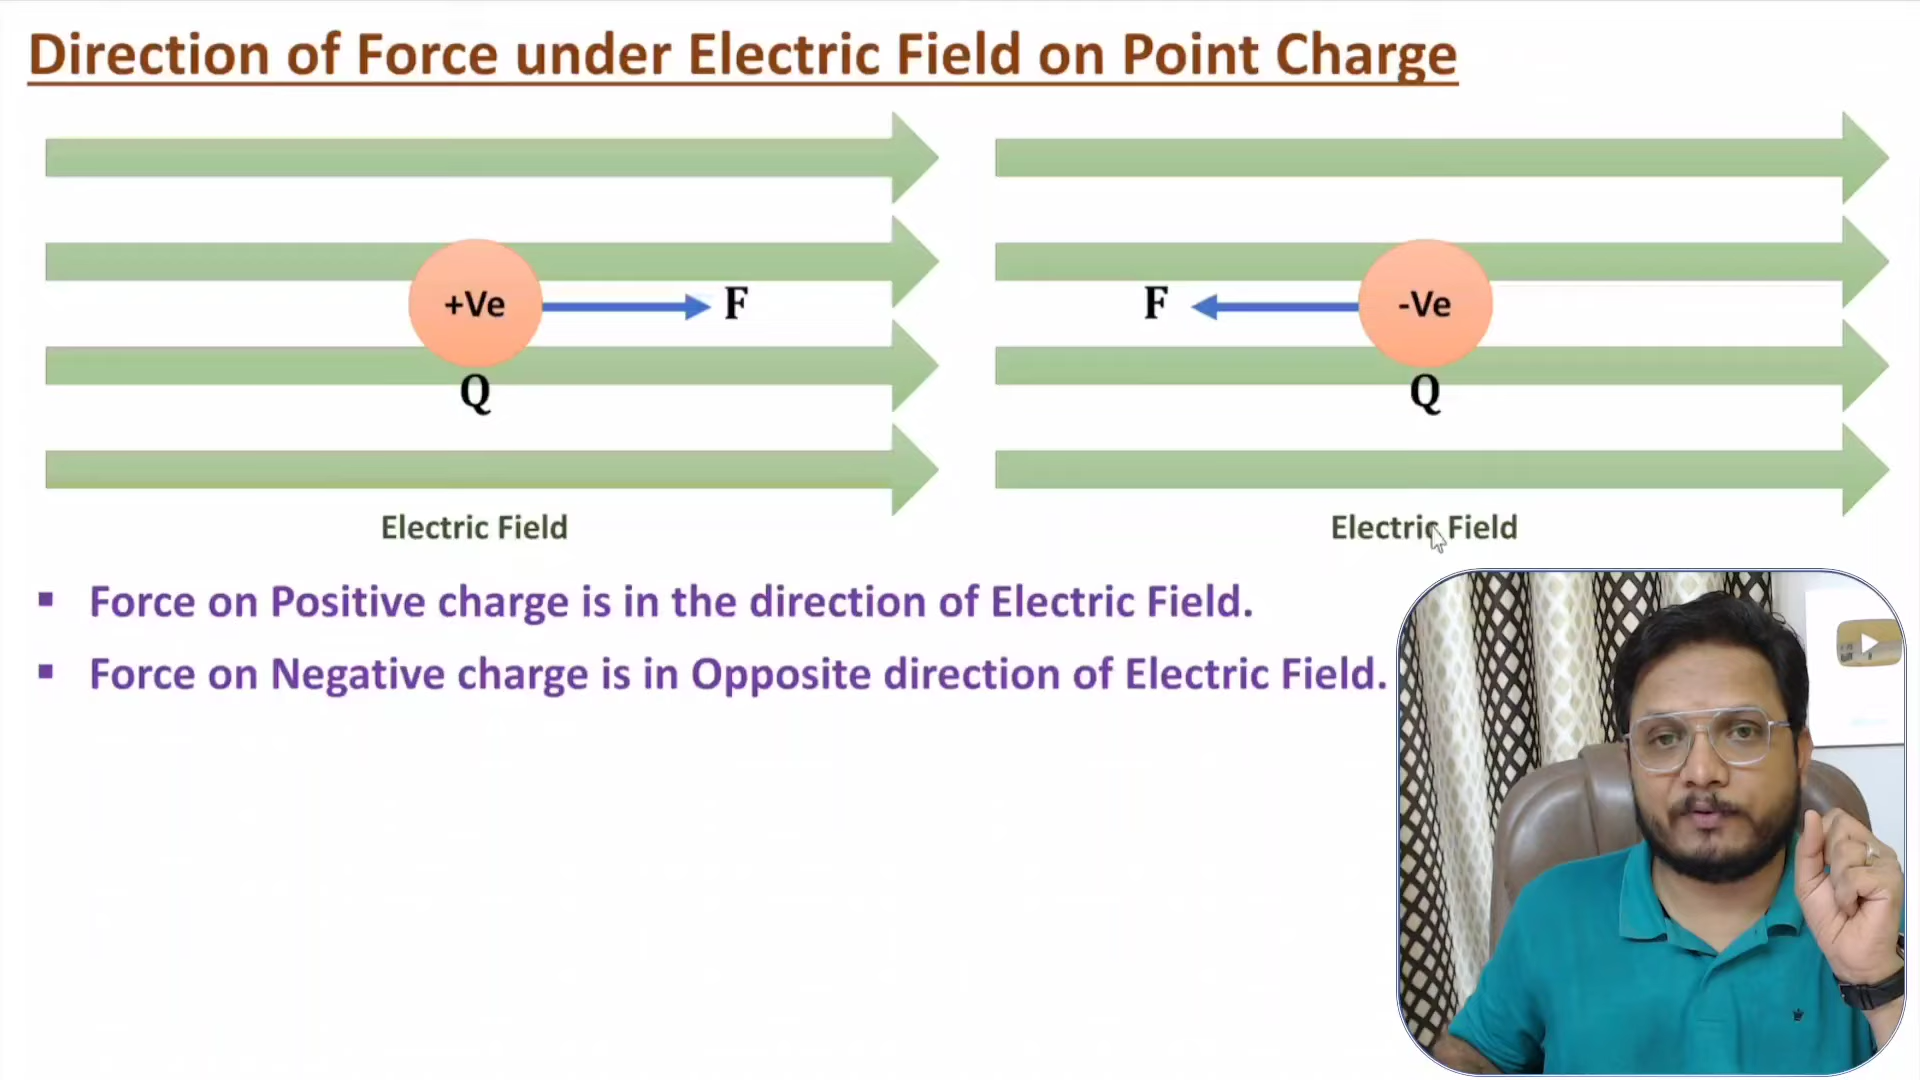 Direction of Force under Electric Field on Point Charge
+Ve
F
Q
Electric Field
F
-Ve
Q
Electric Field
▪ Force on Positive charge is in the direction of Electric Field.
▪ Force on Negative charge is in Opposite direction of Electric Field.